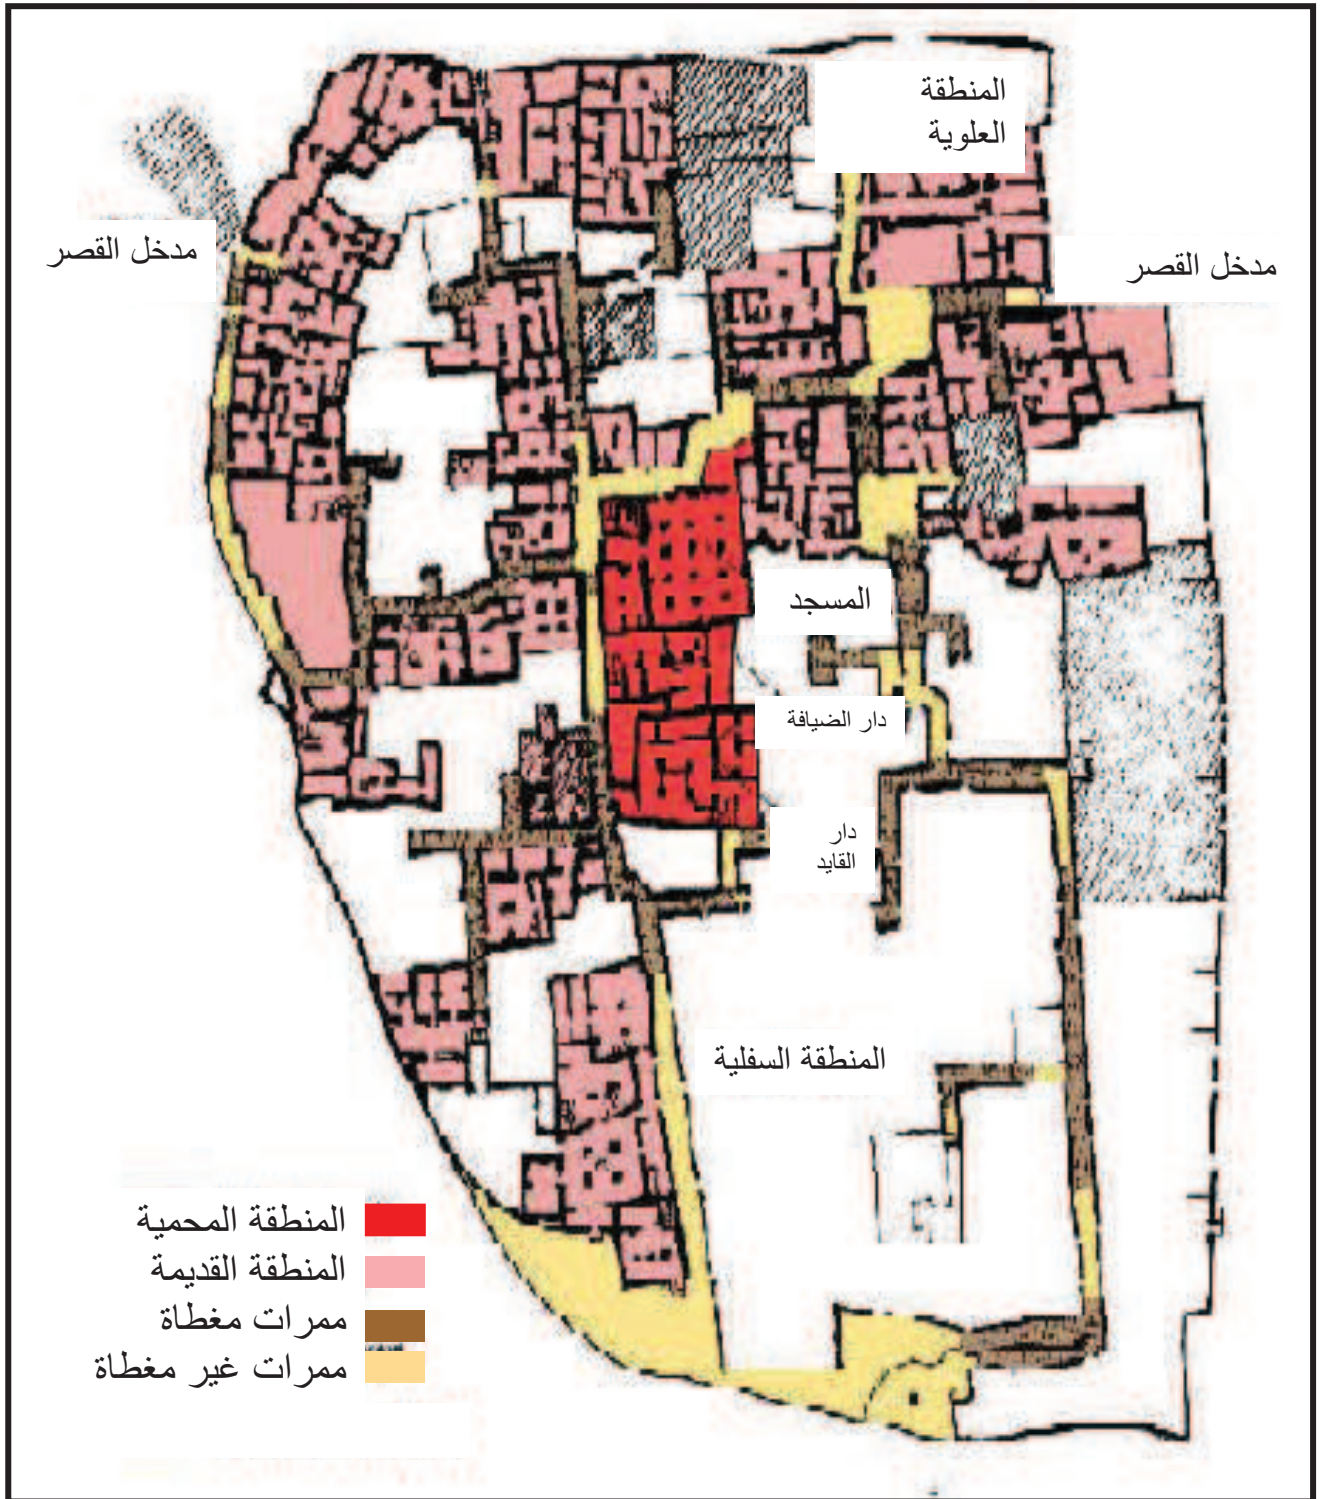 المنطقة
العلوية
مدخل القصر
مدخل القصر
المسجد
دار الضيافة
دار
القايد
المنطقة السفلية
المنطقة المحمية
المنطقة القديمة
ممرات مغطاة
ممرات غير مغطاة